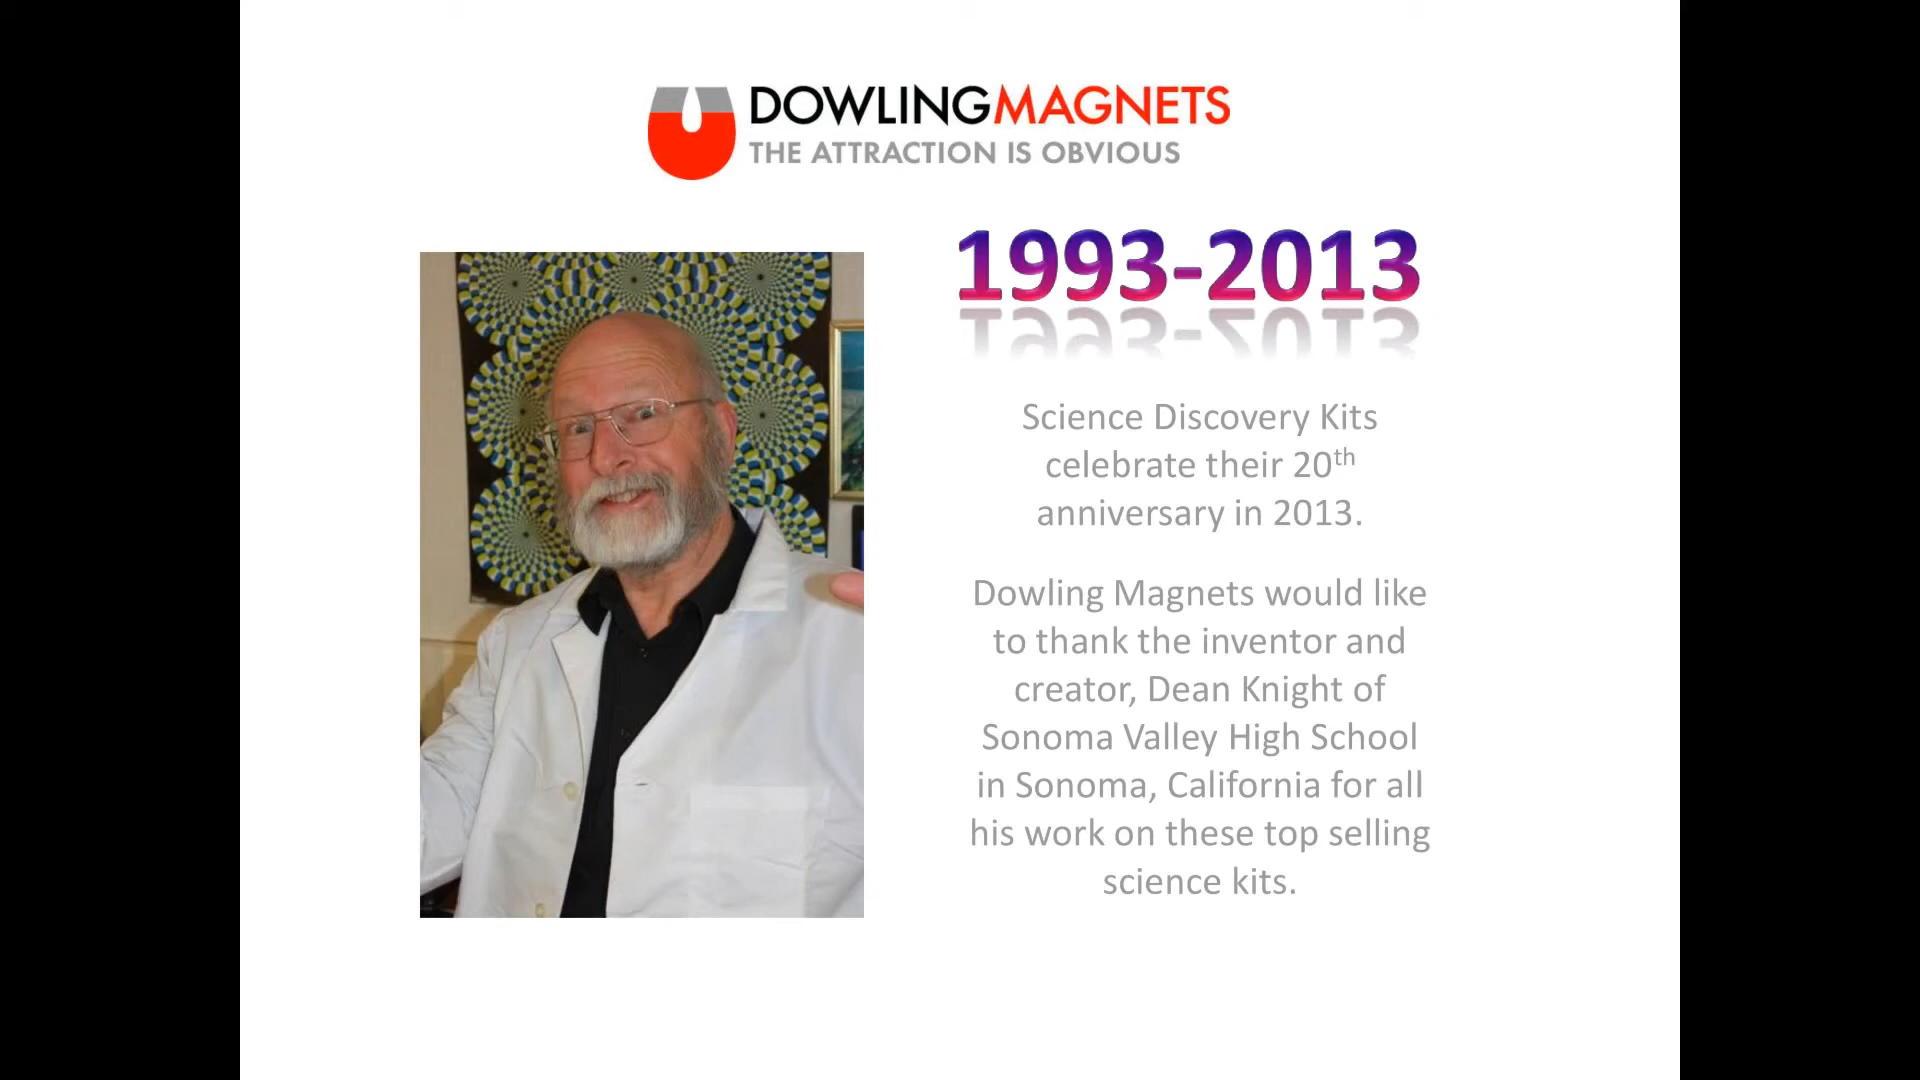 DOWLINGMAGNETS
THE ATTRACTION IS OBVIOUS
1993-2013
Science Discovery Kits
celebrate their 20th
anniversary in 2013.
Dowling Magnets would like
to thank the inventor and
creator, Dean Knight of
Sonoma Valley High School
in Sonoma, California for all
his work on these top selling
science kits.